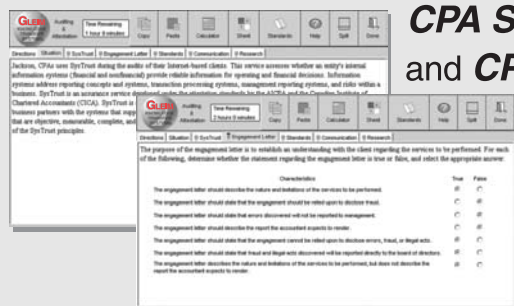 CPA S
and CP
GLEIM
Auditing
&
Attestation
Time Remaining
1 hour 0 minutes
Copy
Paste
Calculator
Sheet
Standards
Help
Split
Done
Directions Situation SysTrust Engagement Letter Standards Communication Research
Jackson, CPAs uses SysTrust during the audits of their Internet-based clients. This service assesses whether an entity's internal
information systems (financial and nonfinancial) provide reliable information for operating and financial decisions. Information
systems address reporting concepts and systems, transaction processing systems, management reporting systems, and risks within a
business. SysTrust is an assurance service developed under the attestation standards by the AICPA and the Canadian Institute of
Chartered Accountants (CICA). SysTrust is
business partners with the systems that supp
that are objective, measurable, complete, and
of the SysTrust principles.
GLEIM
Auditing
&
Attestation
Time Remaining
2 hours 0 minutes
Copy
Paste
Calculator
Sheet
Standards
Help
Split
Done
Directions Situation SysTrust Engagement Letter Standards Communication Research
The purpose of the engagement letter is to establish an understanding with the client regarding the services to be performed. For each
of the following, determine whether the statement regarding the engagement letter is true or false, and select the appropriate answer.
Characteristics True False
The engagement letter should describe the nature and limitations of the services to be performed.
The engagement letter should state that the engagement should be relied upon to disclose fraud.
The engagement letter should state that errors discovered will not be reported to management.
The engagement letter should describe the report the accountant expects to render.
The engagement letter should state that the engagement cannot be relied upon to disclose errors, fraud, or illegal acts.
The engagement letter should state that fraud and illegal acts discovered will be reported directly to the board of directors.
The engagement letter describes the nature and limitations of the services to be performed, but does not describe the
report the accountant expects to render.